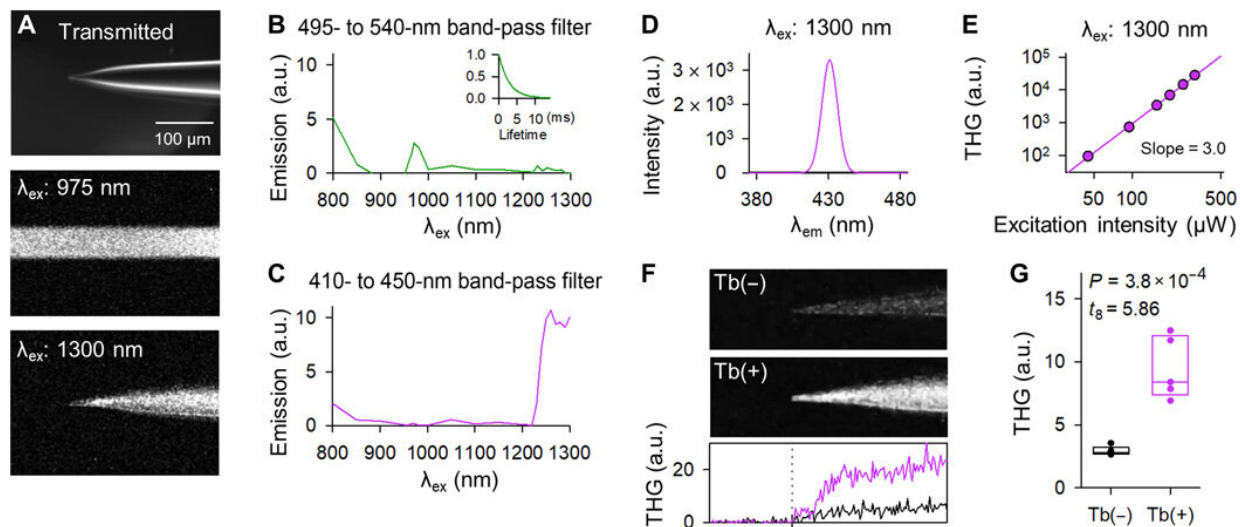 A
Transmitted
100 µm
λex: 975 nm
λex: 1300 nm
B
495- to 540-nm band-pass filter
Emission (a.u.)
10
5
0
800 900 1000 1100 1200 1300
λex (nm)
1.0
0.5
0.0
0 5 10 (ms)
Lifetime
C
410- to 450-nm band-pass filter
Emission (a.u.)
10
5
0
800 900 1000 1100 1200 1300
λex (nm)
D
λex: 1300 nm
Intensity (a.u.)
3 × 10³
2 × 10³
1 × 10³
0
380 430 480
λem (nm)
E
λex: 1300 nm
THG (a.u.)
10⁵
10⁴
10³
10²
Slope = 3.0
50 100 500
Excitation intensity (µW)
F
Tb(−)
Tb(+)
THG (a.u.)
20
0
G
P = 3.8 × 10⁻⁴
t₈ = 5.86
THG (a.u.)
15
10
5
0
Tb(−) Tb(+)